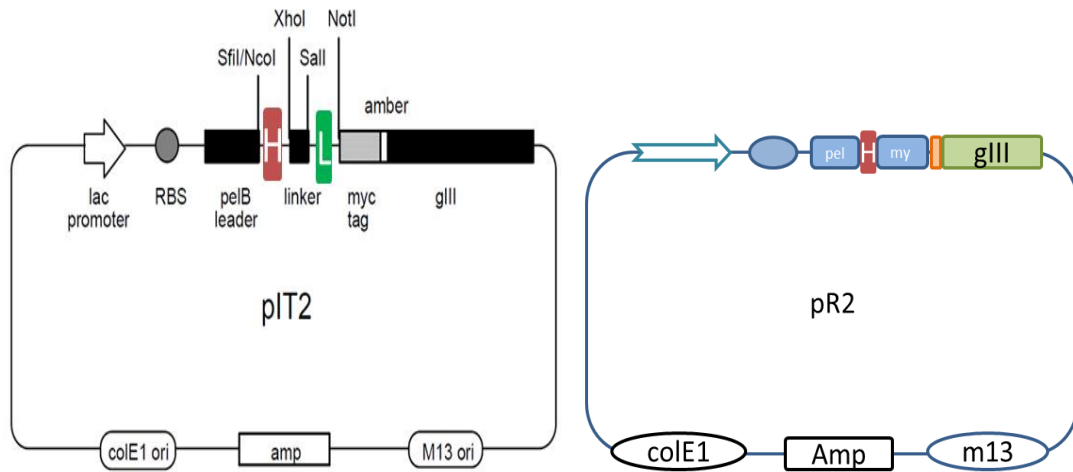 XhoI
NotI
SfiI/NcoI
SalI
amber
H
L
lac
promoter
RBS
pelB
leader
linker
myc
tag
gIII
pIT2
colE1 ori
amp
M13 ori
pel
H
my
gIII
pR2
colE1
Amp
m13